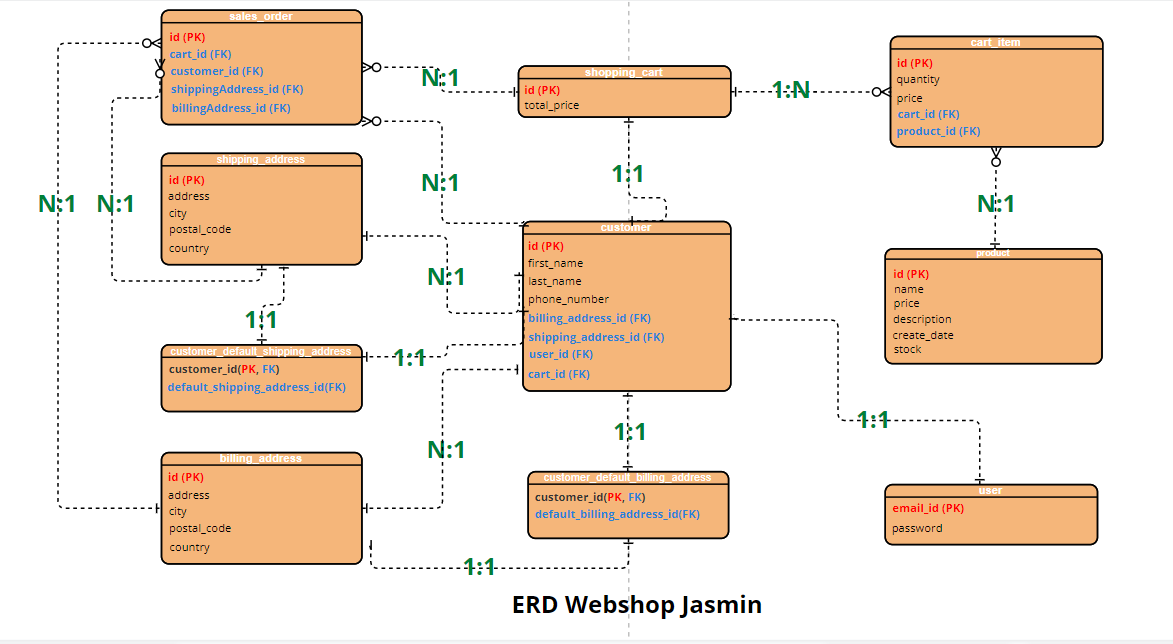 sales_order
id (PK)
cart_id (FK)
customer_id (FK)
shippingAddress_id (FK)
billingAddress_id (FK)
N:1
shopping_cart
id (PK)
total_price
1:N
cart_item
id (PK)
quantity
price
cart_id (FK)
product_id (FK)
shipping_address
id (PK)
address
city
postal_code
country
N:1
N:1
N:1
1:1
N:1
customer
id (PK)
first_name
last_name
phone_number
billing_address_id (FK)
shipping_address_id (FK)
user_id (FK)
cart_id (FK)
N:1
product
id (PK)
name
price
description
create_date
stock
1:1
customer_default_shipping_address
customer_id(PK, FK)
default_shipping_address_id(FK)
1:1
N:1
1:1
1:1
billing_address
id (PK)
address
city
postal_code
country
customer_default_billing_address
customer_id(PK, FK)
default_billing_address_id(FK)
user
email_id (PK)
password
1:1
ERD Webshop Jasmin